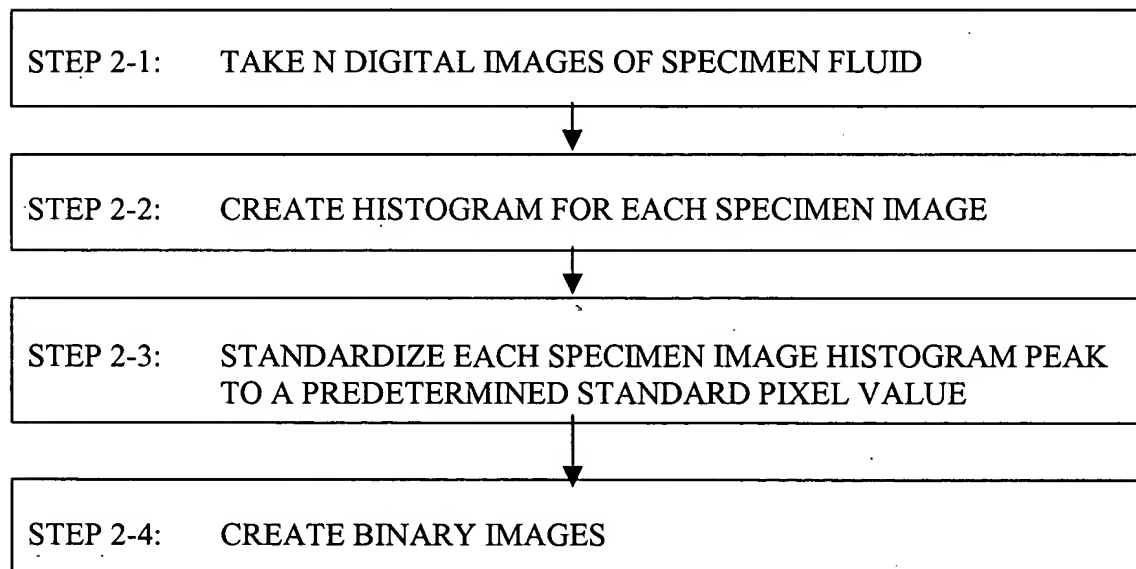 STEP 2-1: TAKE N DIGITAL IMAGES OF SPECIMEN FLUID
STEP 2-2: CREATE HISTOGRAM FOR EACH SPECIMEN IMAGE
STEP 2-3: STANDARDIZE EACH SPECIMEN IMAGE HISTOGRAM PEAK
TO A PREDETERMINED STANDARD PIXEL VALUE
STEP 2-4: CREATE BINARY IMAGES